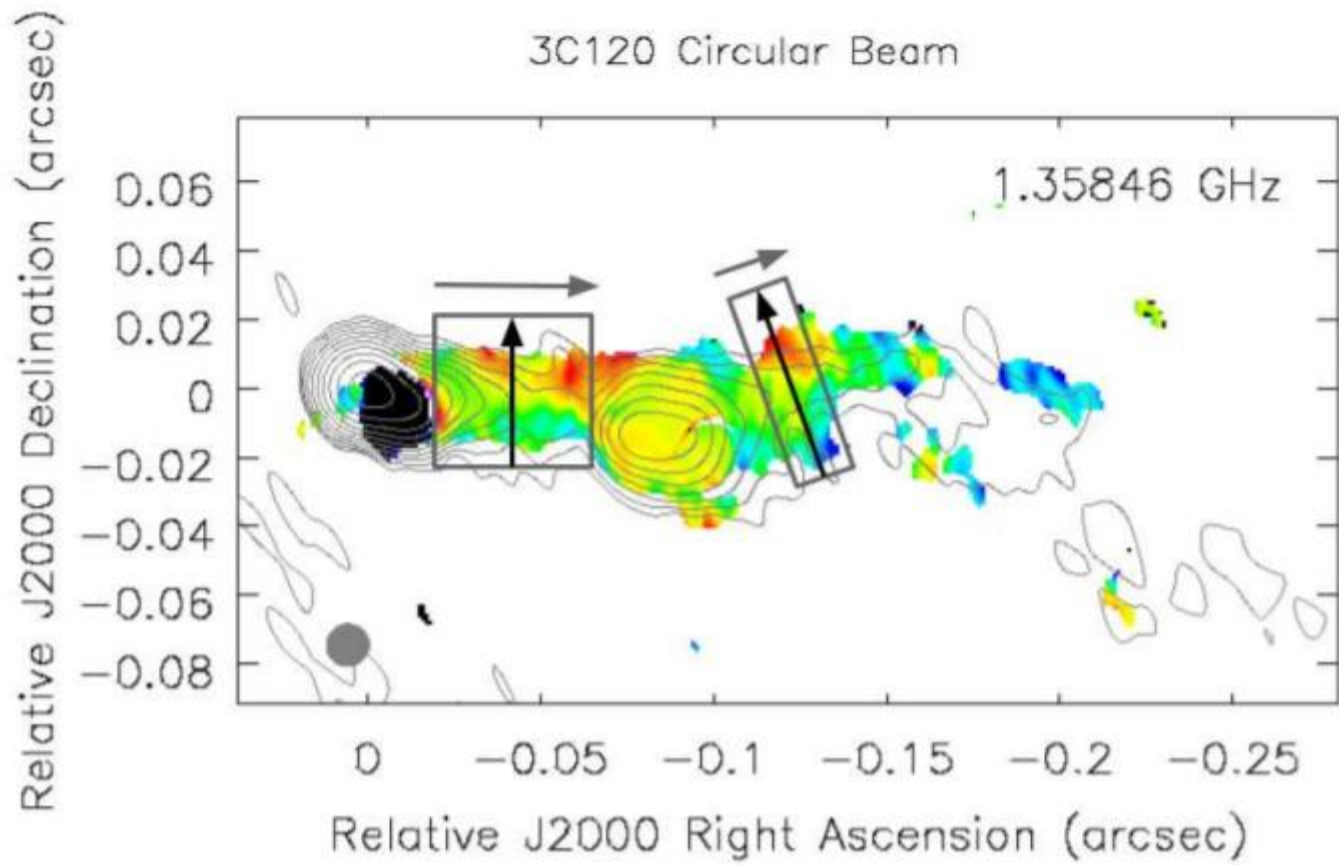 3C120 Circular Beam
1.35846 GHz
Relative J2000 Declination (arcsec)
0.06
0.04
0.02
0
−0.02
−0.04
−0.06
−0.08
0 −0.05 −0.1 −0.15 −0.2 −0.25
Relative J2000 Right Ascension (arcsec)